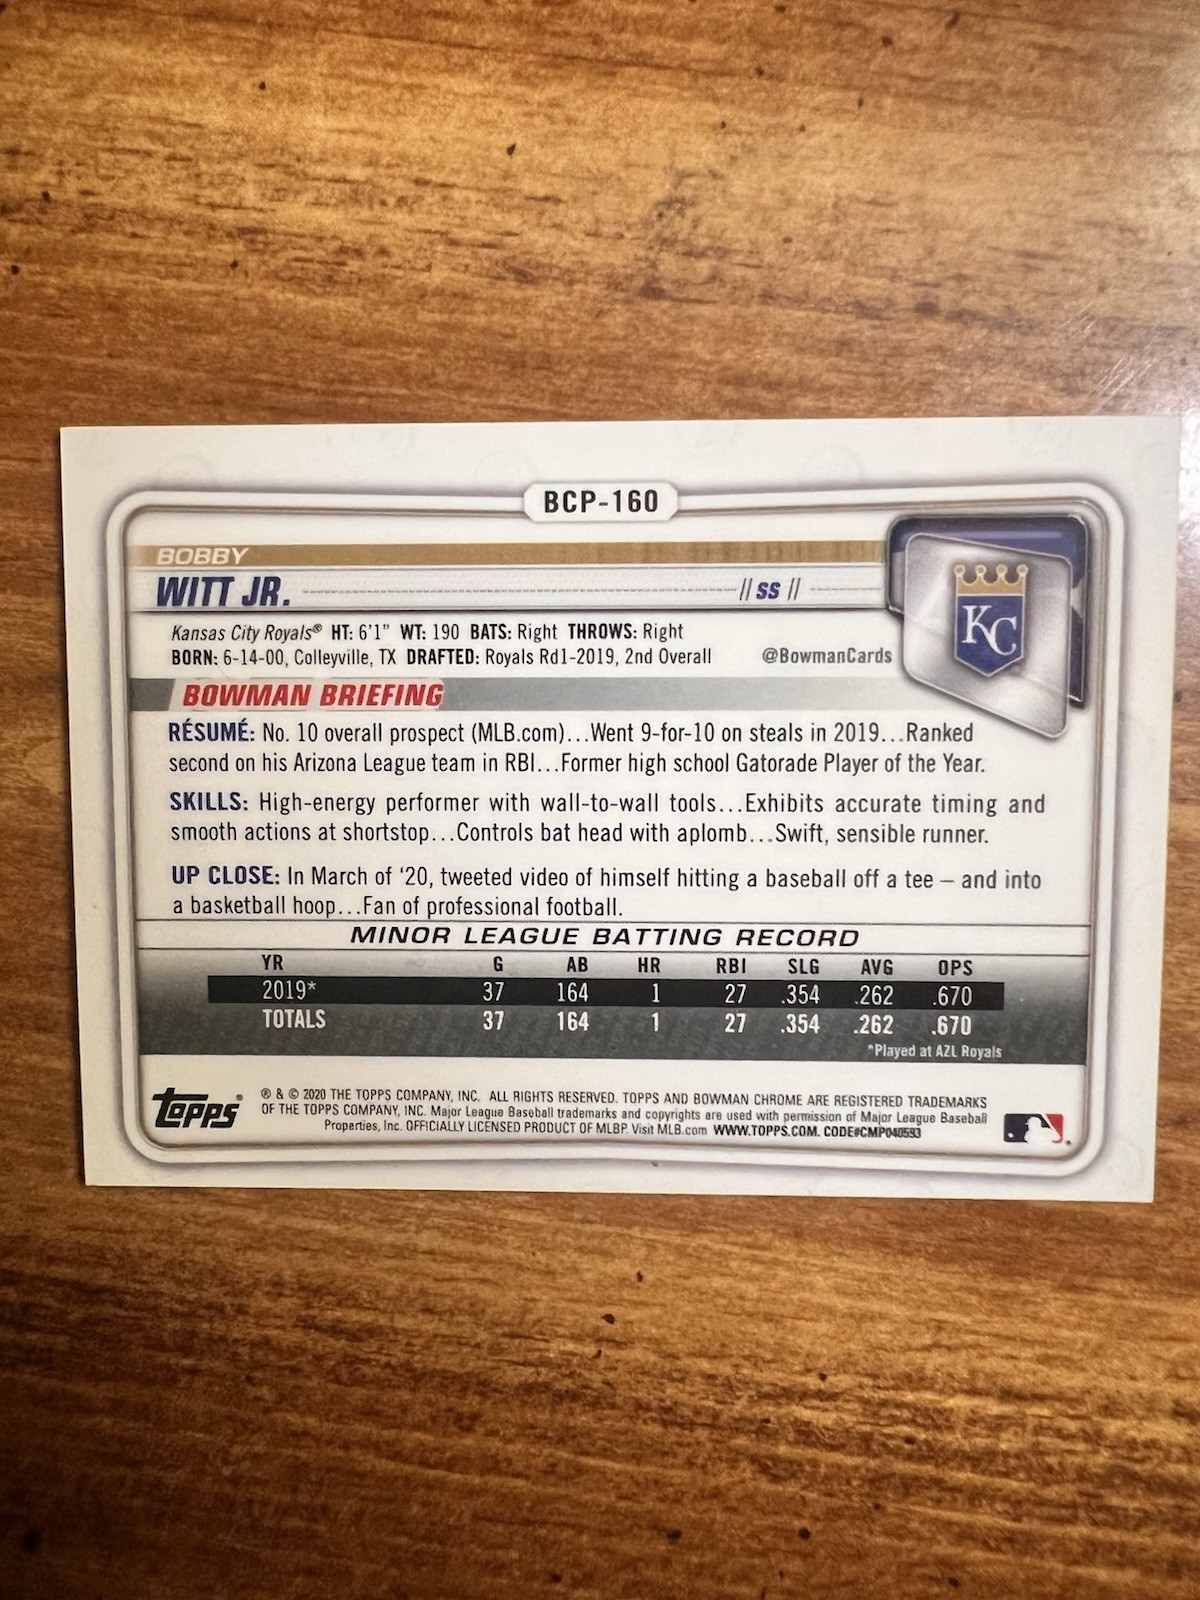 BCP-160
BOBBY
WITT JR. // SS //
KC
Kansas City Royals® HT: 6'1" WT: 190 BATS: Right THROWS: Right
BORN: 6-14-00, Colleyville, TX DRAFTED: Royals Rd1-2019, 2nd Overall @BowmanCards
BOWMAN BRIEFING
RÉSUMÉ: No. 10 overall prospect (MLB.com)...Went 9-for-10 on steals in 2019...Ranked
second on his Arizona League team in RBI...Former high school Gatorade Player of the Year.
SKILLS: High-energy performer with wall-to-wall tools...Exhibits accurate timing and
smooth actions at shortstop...Controls bat head with aplomb...Swift, sensible runner.
UP CLOSE: In March of '20, tweeted video of himself hitting a baseball off a tee – and into
a basketball hoop...Fan of professional football.
MINOR LEAGUE BATTING RECORD
YR G AB HR RBI SLG AVG OPS
2019* 37 164 1 27 .354 .262 .670
TOTALS 37 164 1 27 .354 .262 .670
*Played at AZL Royals
Topps® ® & © 2020 THE TOPPS COMPANY, INC. ALL RIGHTS RESERVED. TOPPS AND BOWMAN CHROME ARE REGISTERED TRADEMARKS
OF THE TOPPS COMPANY, INC. Major League Baseball trademarks and copyrights are used with permission of Major League Baseball
Properties, Inc. OFFICIALLY LICENSED PRODUCT OF MLBP. Visit MLB.com WWW.TOPPS.COM. CODE#CMP040593